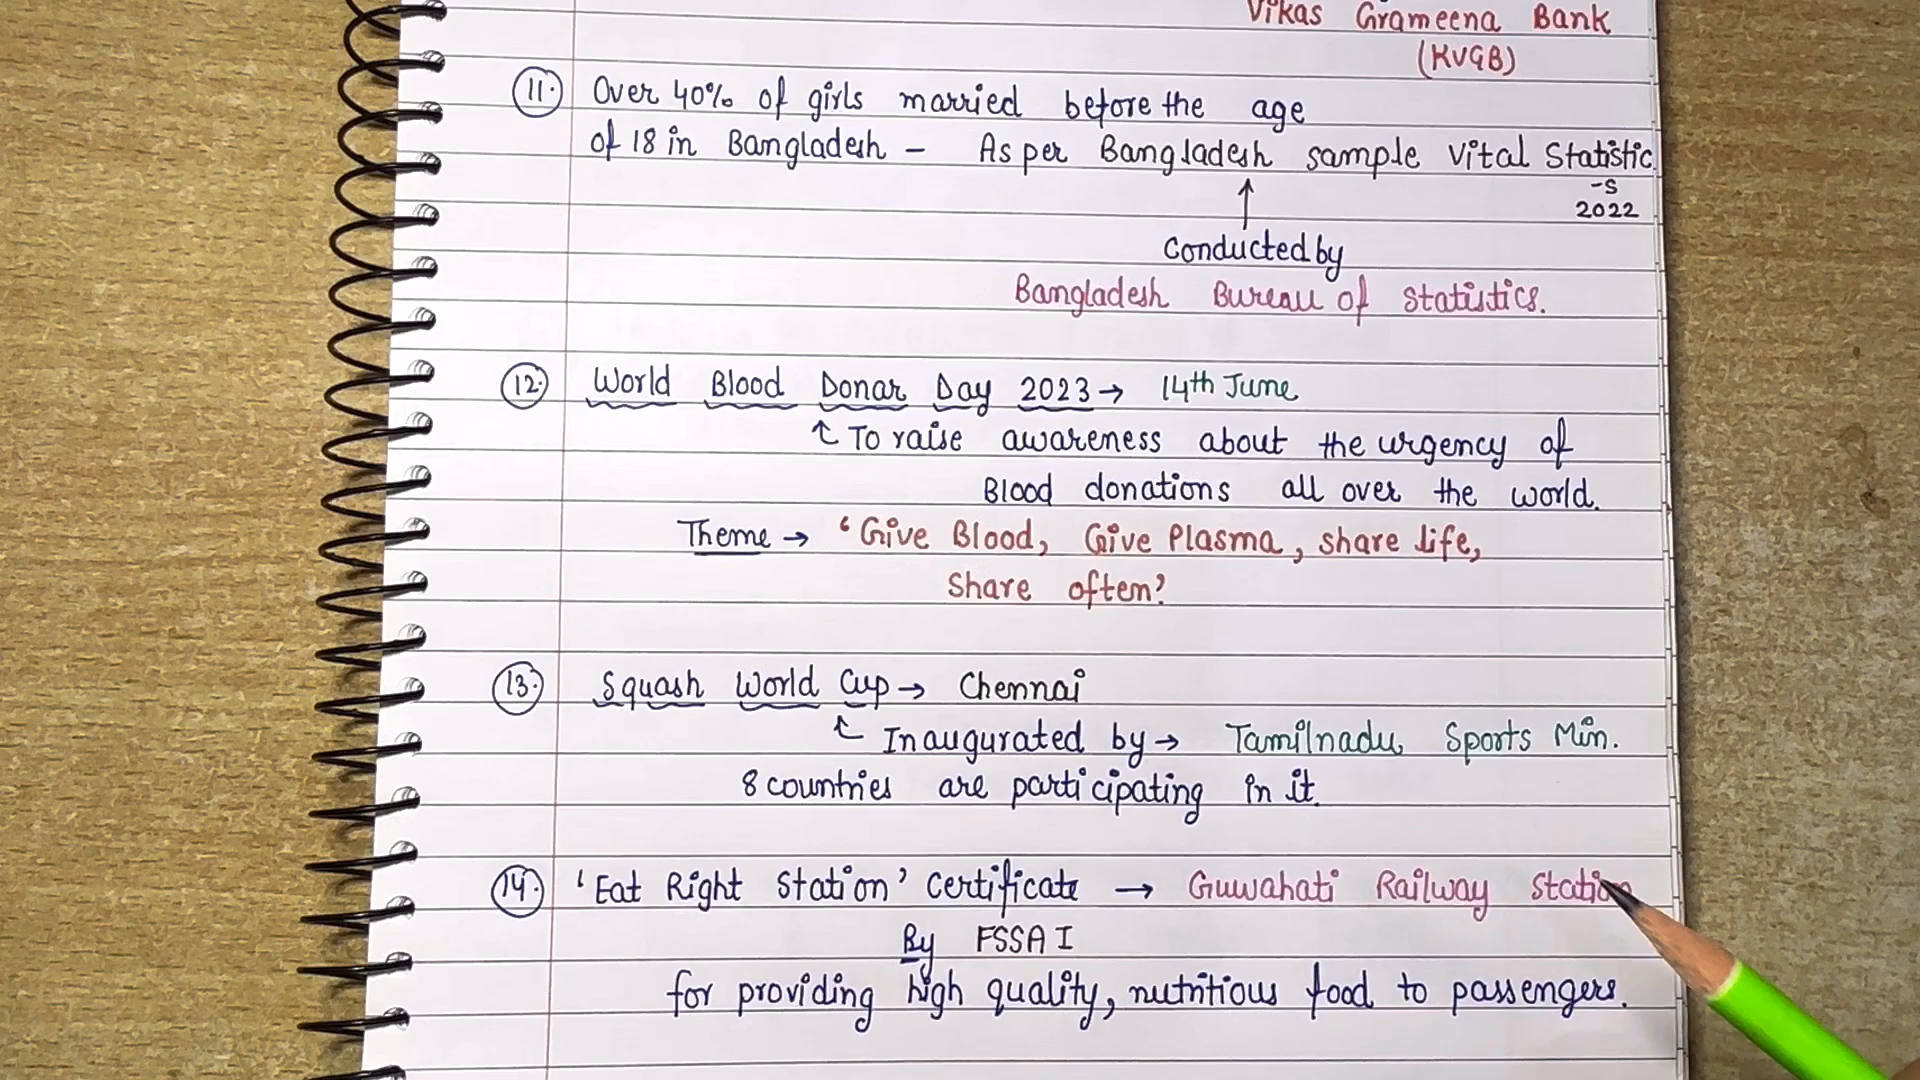 Vikas Grameena Bank
(KVGB)
11. Over 40% of girls married before the age
of 18 in Bangladesh - As per Bangladesh sample Vital Statistic
-s
2022
↑
Conducted by
Bangladesh Bureau of Statistics.
12. World Blood Donar Day 2023 → 14th June
↑ To raise awareness about the urgency of
Blood donations all over the world.
Theme → 'Give Blood, Give Plasma, share life,
Share often?
13. Squash World Cup → Chennai
↑ Inaugurated by → Tamilnadu Sports Min.
8 countries are participating in it.
14. 'Eat Right Station' Certificate → Guwahati Railway Station
By FSSAI
for providing high quality, nutritious food to passengers.